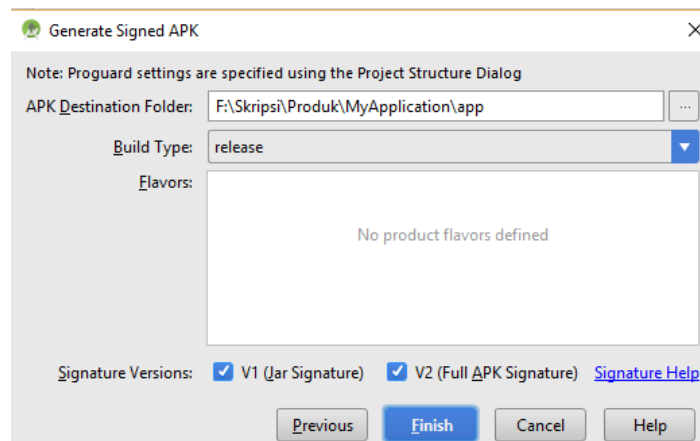 Generate Signed APK
Note: Proguard settings are specified using the Project Structure Dialog
APK Destination Folder: F:\Skripsi\Produk\MyApplication\app ...
Build Type: release
Flavors:
No product flavors defined
Signature Versions: V1 (Jar Signature) V2 (Full APK Signature) Signature Help
Previous Finish Cancel Help